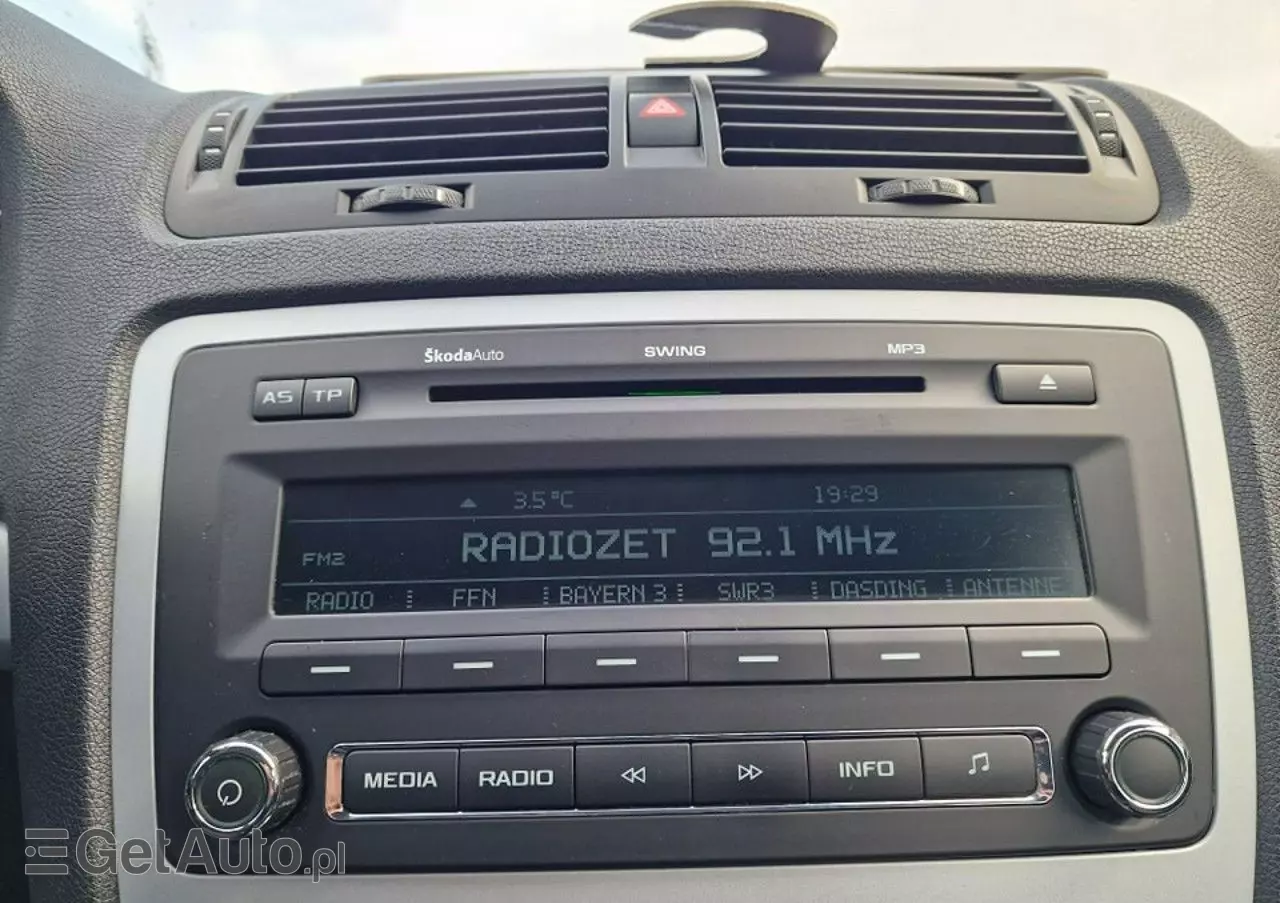 ŠkodaAuto SWING MP3
AS TP
3.5°C 19:29
FM2 RADIOZET 92.1 MHz
RADIO FFN BAYERN 3 SWR3 DASDING ANTENNE
MEDIA RADIO INFO
GetAuto.pl